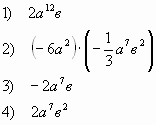 1) 2a¹²в
2) (−6a²)·(−1/3 a⁷в²)
3) −2a⁷в
4) 2a⁷в²